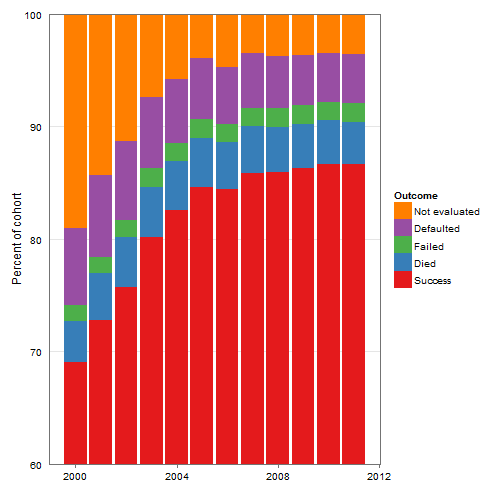 100
90
80
70
60
Percent of cohort
2000
2004
2008
2012
Outcome
Not evaluated
Defaulted
Failed
Died
Success